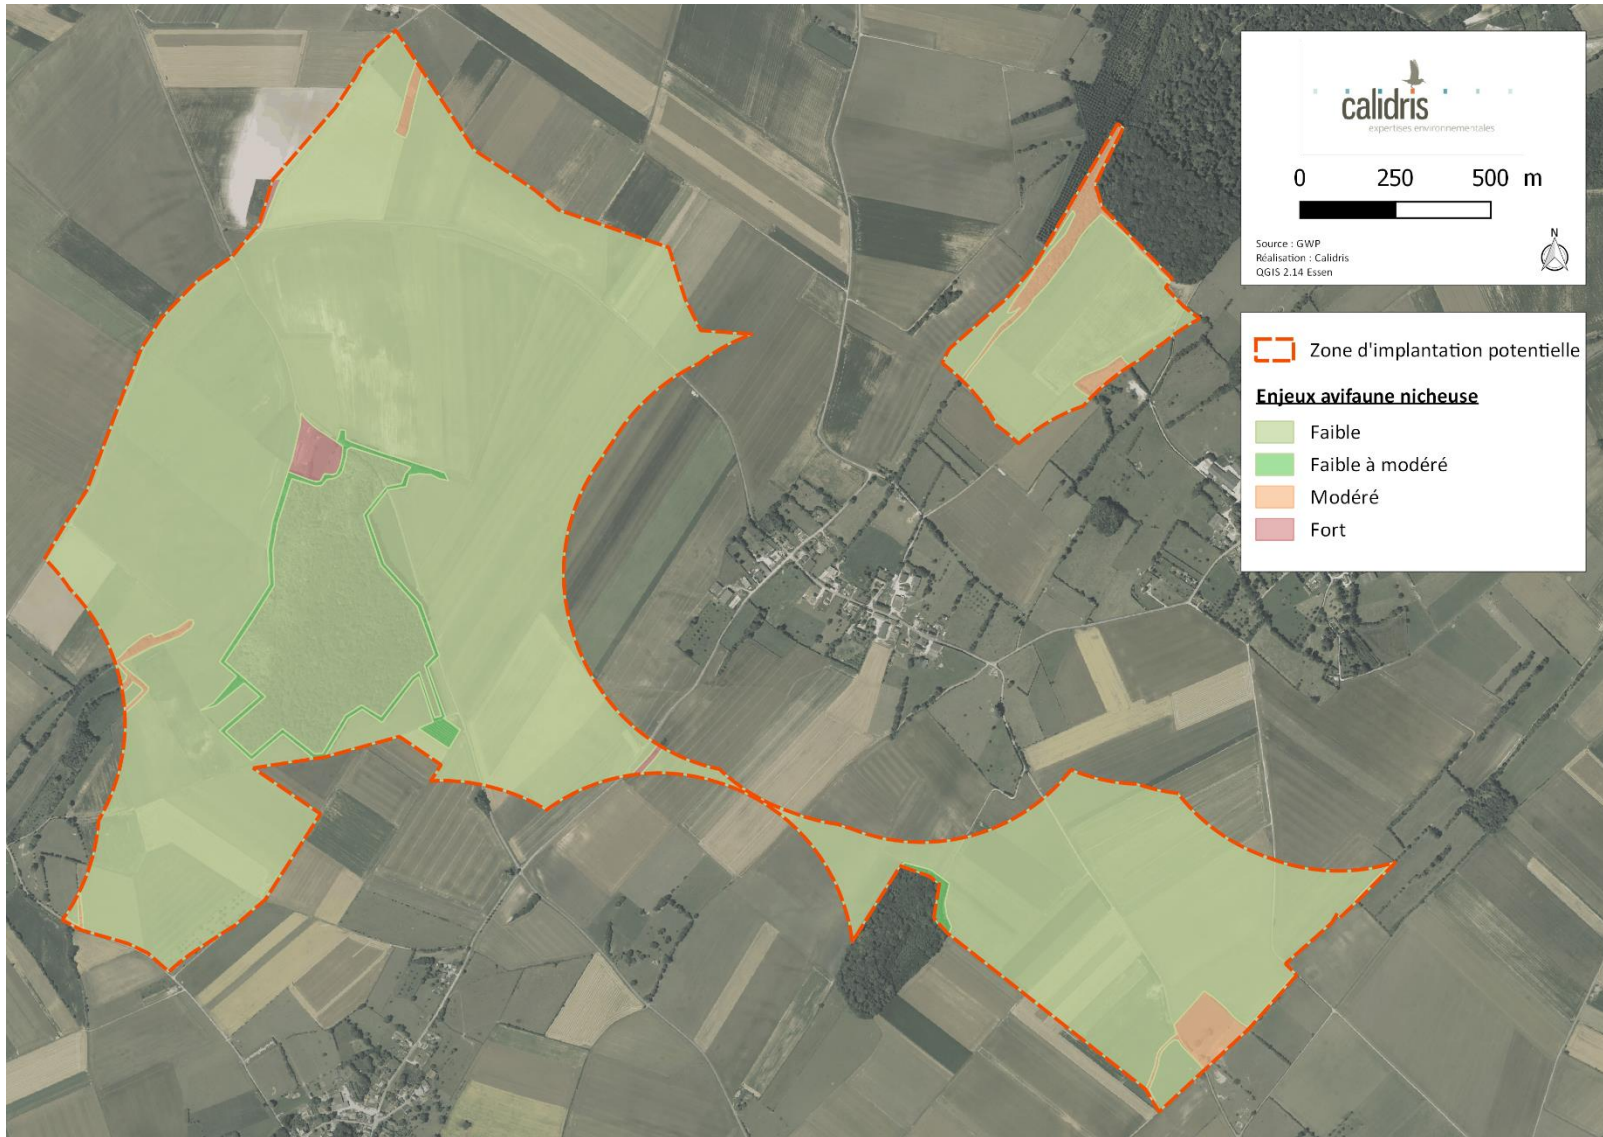 calidris
expertises environnementales
0 250 500 m
Source : GWP
Réalisation : Calidris
QGIS 2.14 Essen
N
Zone d'implantation potentielle
Enjeux avifaune nicheuse
Faible
Faible à modéré
Modéré
Fort